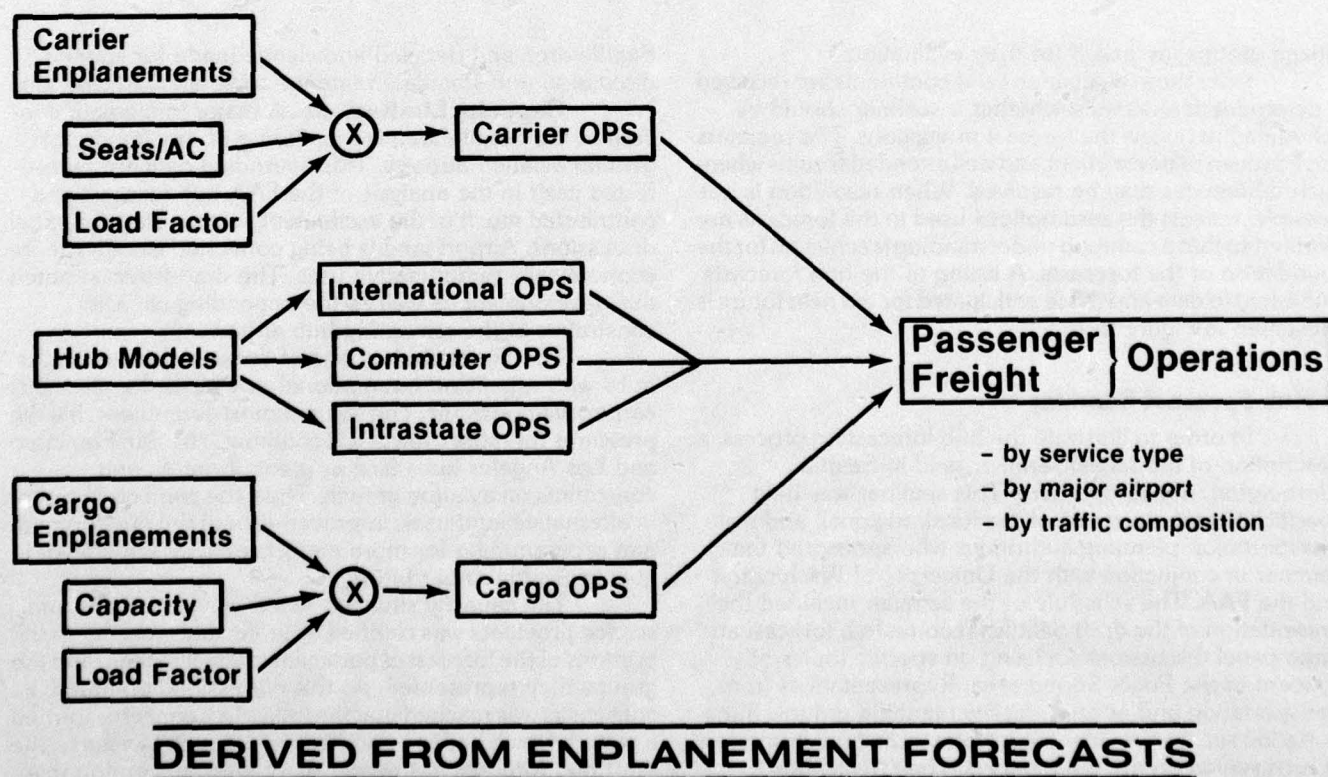 Carrier
Enplanements
Seats/AC
Load Factor
X
Carrier OPS
Hub Models
International OPS
Commuter OPS
Intrastate OPS
Cargo
Enplanements
Capacity
Load Factor
X
Cargo OPS
Passenger
Freight
Operations
- by service type
- by major airport
- by traffic composition
DERIVED FROM ENPLANEMENT FORECASTS